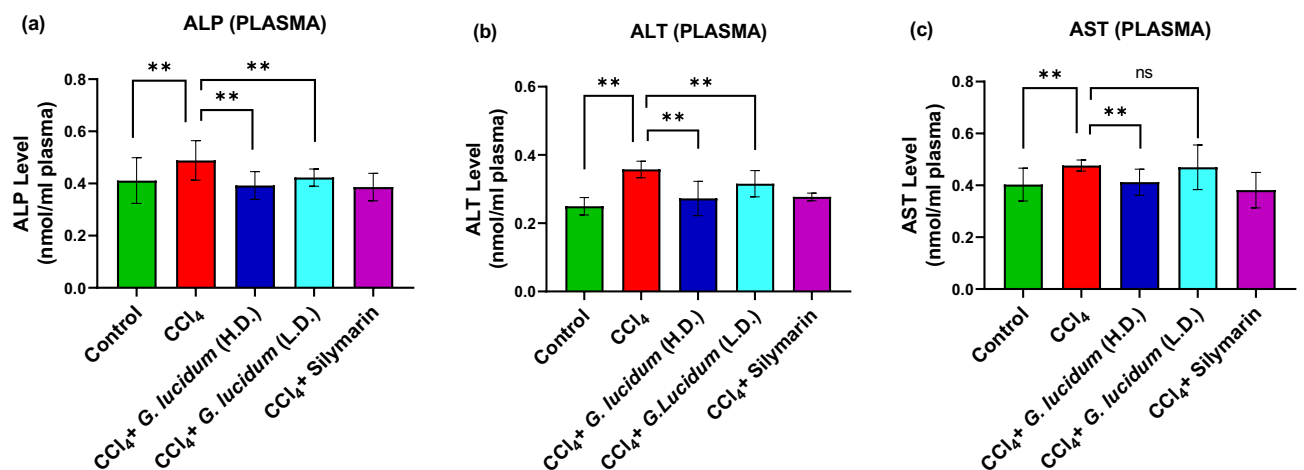 (a)
ALP (PLASMA)
ALP Level
(nmol/ml plasma)
0.8
0.6
0.4
0.2
0.0
**
**
**
Control
CCl4
CCl4+ G. lucidum (H.D.)
CCl4+ G. lucidum (L.D.)
CCl4+ Silymarin
(b)
ALT (PLASMA)
ALT Level
(nmol/ml plasma)
0.6
0.4
0.2
0.0
**
**
**
Control
CCl4
CCl4+ G. lucidum (H.D.)
CCl4+ G.Lucidum (L.D.)
CCl4+ Silymarin
(c)
AST (PLASMA)
AST Level
(nmol/ml plasma)
0.8
0.6
0.4
0.2
0.0
**
ns
**
Control
CCl4
CCl4+ G. lucidum (H.D.)
CCl4+ G. lucidum (L.D.)
CCl4+ Silymarin